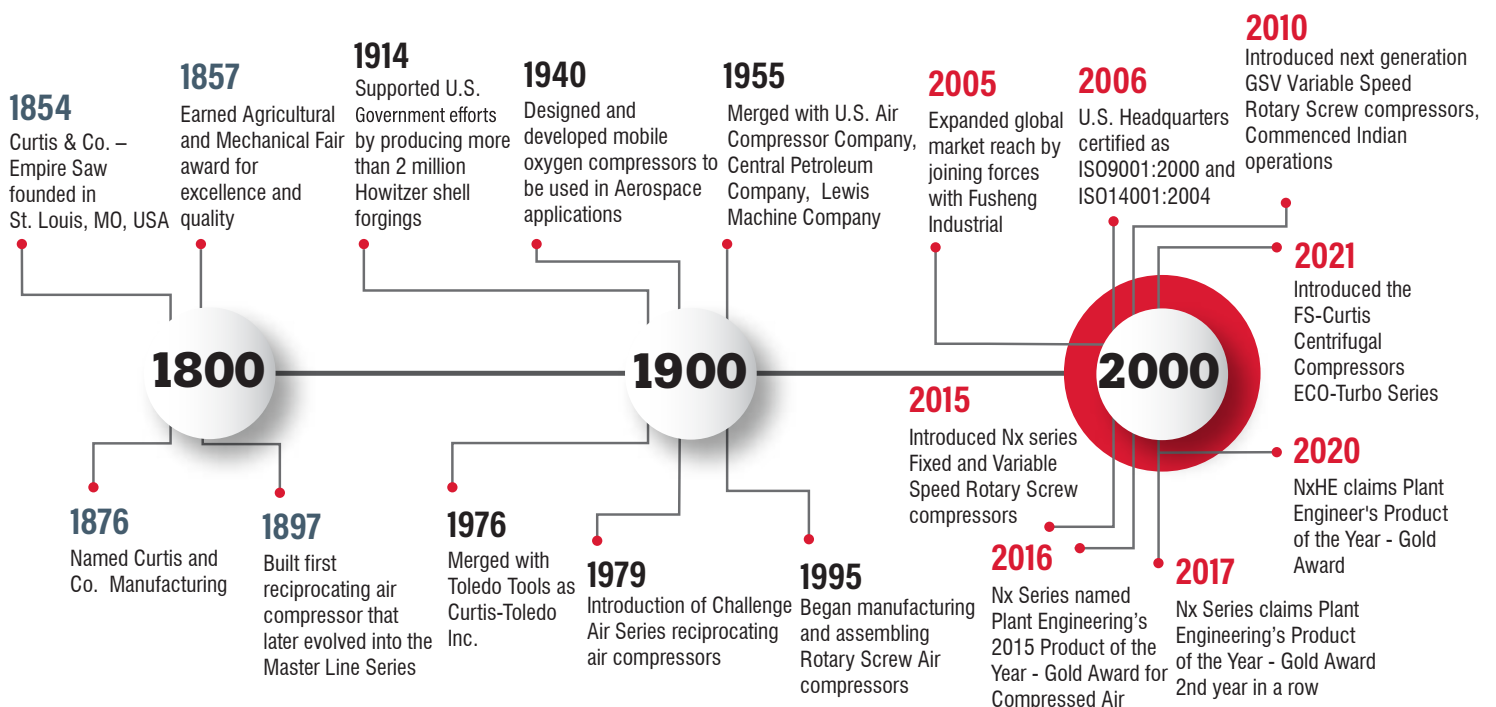 1854
Curtis & Co. –
Empire Saw
founded in
St. Louis, MO, USA
1857
Earned Agricultural
and Mechanical Fair
award for
excellence and
quality
1914
Supported U.S.
Government efforts
by producing more
than 2 million
Howitzer shell
forgings
1940
Designed and
developed mobile
oxygen compressors to
be used in Aerospace
applications
1955
Merged with U.S. Air
Compressor Company,
Central Petroleum
Company, Lewis
Machine Company
2005
Expanded global
market reach by
joining forces
with Fusheng
Industrial
2006
U.S. Headquarters
certified as
ISO9001:2000 and
ISO14001:2004
2010
Introduced next generation
GSV Variable Speed
Rotary Screw compressors,
Commenced Indian
operations
2021
Introduced the
FS-Curtis
Centrifugal
Compressors
ECO-Turbo Series
1800
1900
2000
1876
Named Curtis and
Co. Manufacturing
1897
Built first
reciprocating air
compressor that
later evolved into the
Master Line Series
1976
Merged with
Toledo Tools as
Curtis-Toledo
Inc.
1979
Introduction of Challenge
Air Series reciprocating
air compressors
1995
Began manufacturing
and assembling
Rotary Screw Air
compressors
2015
Introduced Nx series
Fixed and Variable
Speed Rotary Screw
compressors
2016
Nx Series named
Plant Engineering’s
2015 Product of the
Year - Gold Award for
Compressed Air
2017
Nx Series claims Plant
Engineering’s Product
of the Year - Gold Award
2nd year in a row
2020
NxHE claims Plant
Engineer's Product
of the Year - Gold
Award